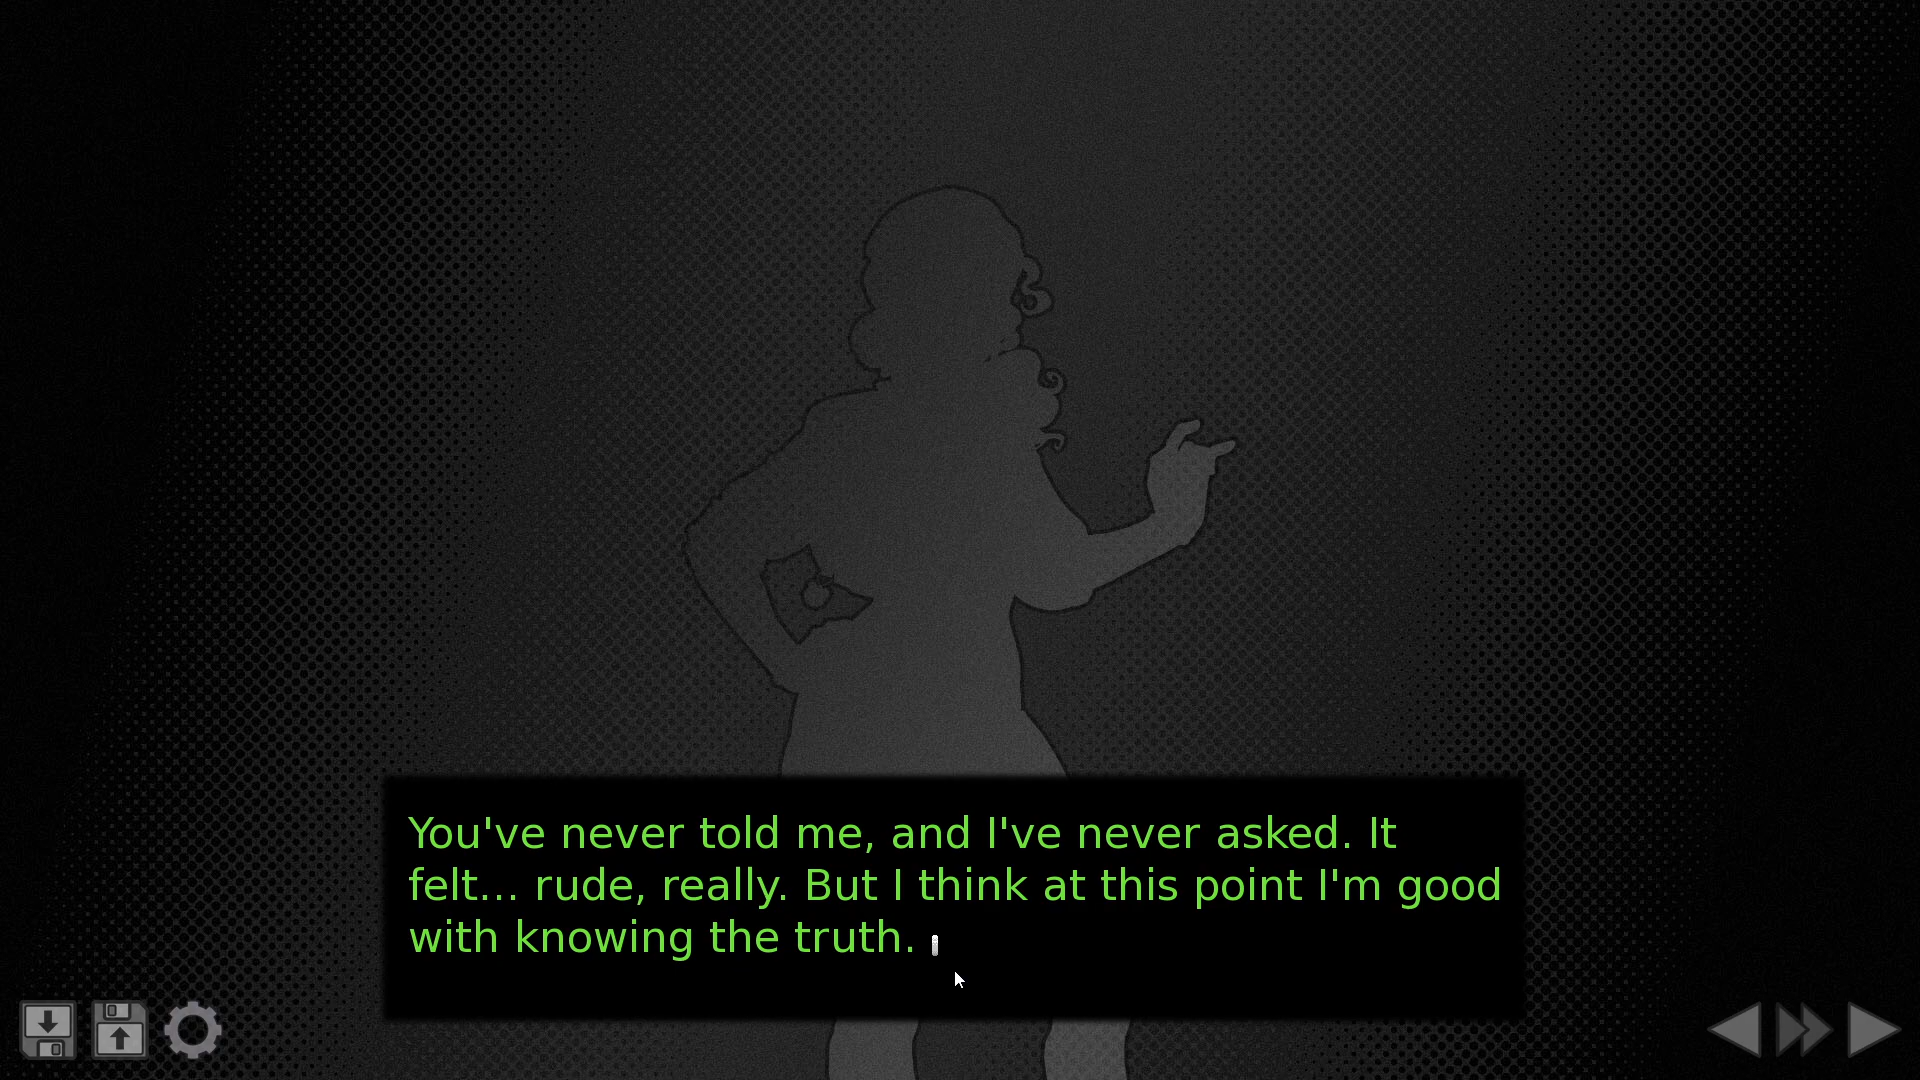 You've never told me, and I've never asked. It
felt... rude, really. But I think at this point I'm good
with knowing the truth.